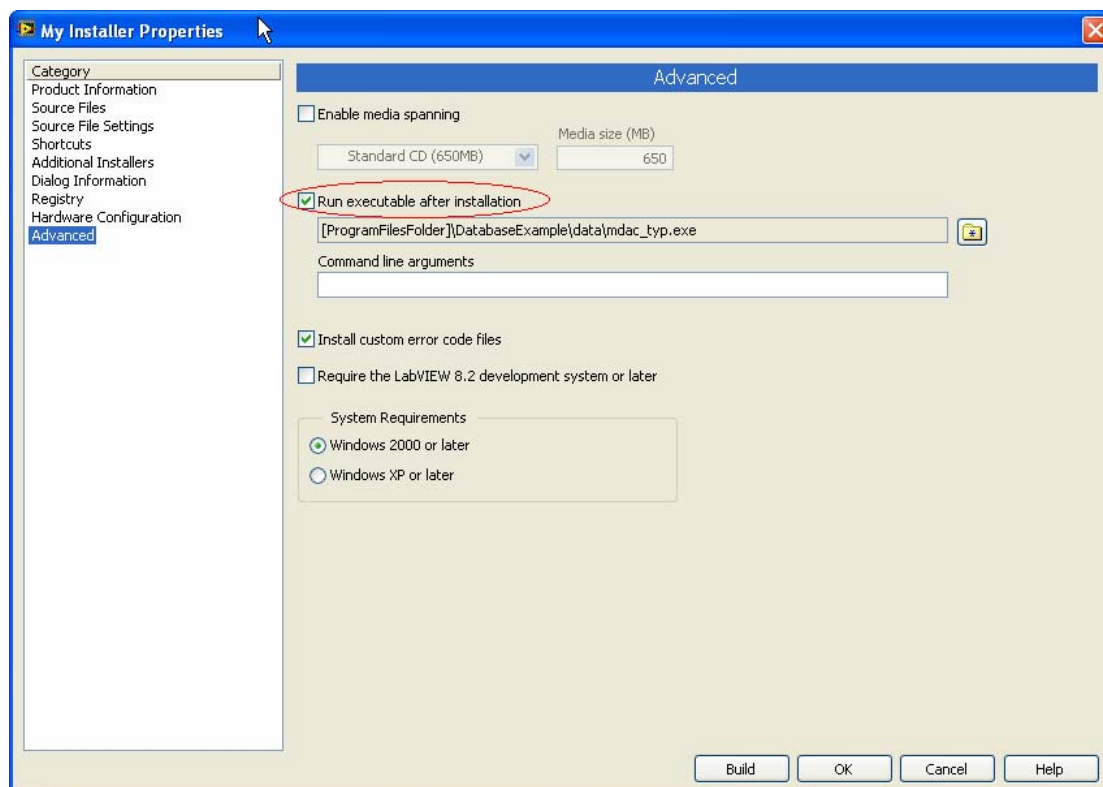 My Installer Properties
Category
Product Information
Source Files
Source File Settings
Shortcuts
Additional Installers
Dialog Information
Registry
Hardware Configuration
Advanced
Advanced
Enable media spanning
Media size (MB)
Standard CD (650MB)
650
Run executable after installation
[ProgramFilesFolder]\DatabaseExample\data\mdac_typ.exe
Command line arguments
Install custom error code files
Require the LabVIEW 8.2 development system or later
System Requirements
Windows 2000 or later
Windows XP or later
Build OK Cancel Help